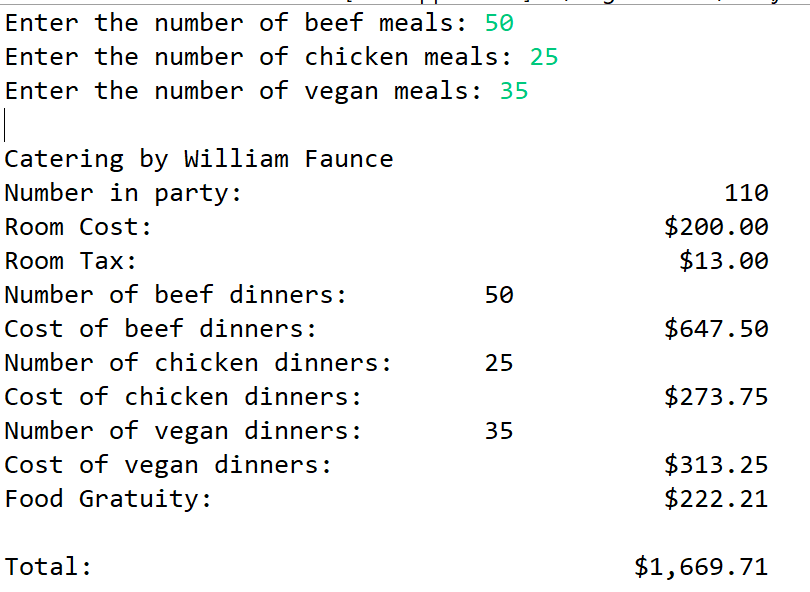 Enter the number of beef meals: 50
Enter the number of chicken meals: 25
Enter the number of vegan meals: 35
Catering by William Faunce
Number in party: 110
Room Cost: $200.00
Room Tax: $13.00
Number of beef dinners: 50
Cost of beef dinners: $647.50
Number of chicken dinners: 25
Cost of chicken dinners: $273.75
Number of vegan dinners: 35
Cost of vegan dinners: $313.25
Food Gratuity: $222.21
Total: $1,669.71